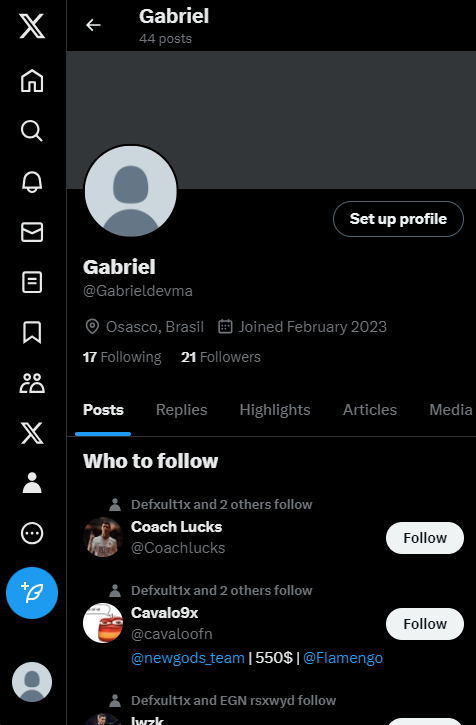 Gabriel
44 posts
Set up profile
Gabriel
@Gabrieldevma
Osasco, Brasil Joined February 2023
17 Following 21 Followers
Posts Replies Highlights Articles Media
Who to follow
Defxult1x and 2 others follow
Coach Lucks
@Coachlucks
Follow
Defxult1x and 2 others follow
Cavalo9x
@cavaloofn
Follow
@newgods_team | 550$ | @Flamengo
Defxult1x and EGN rsxwyd follow